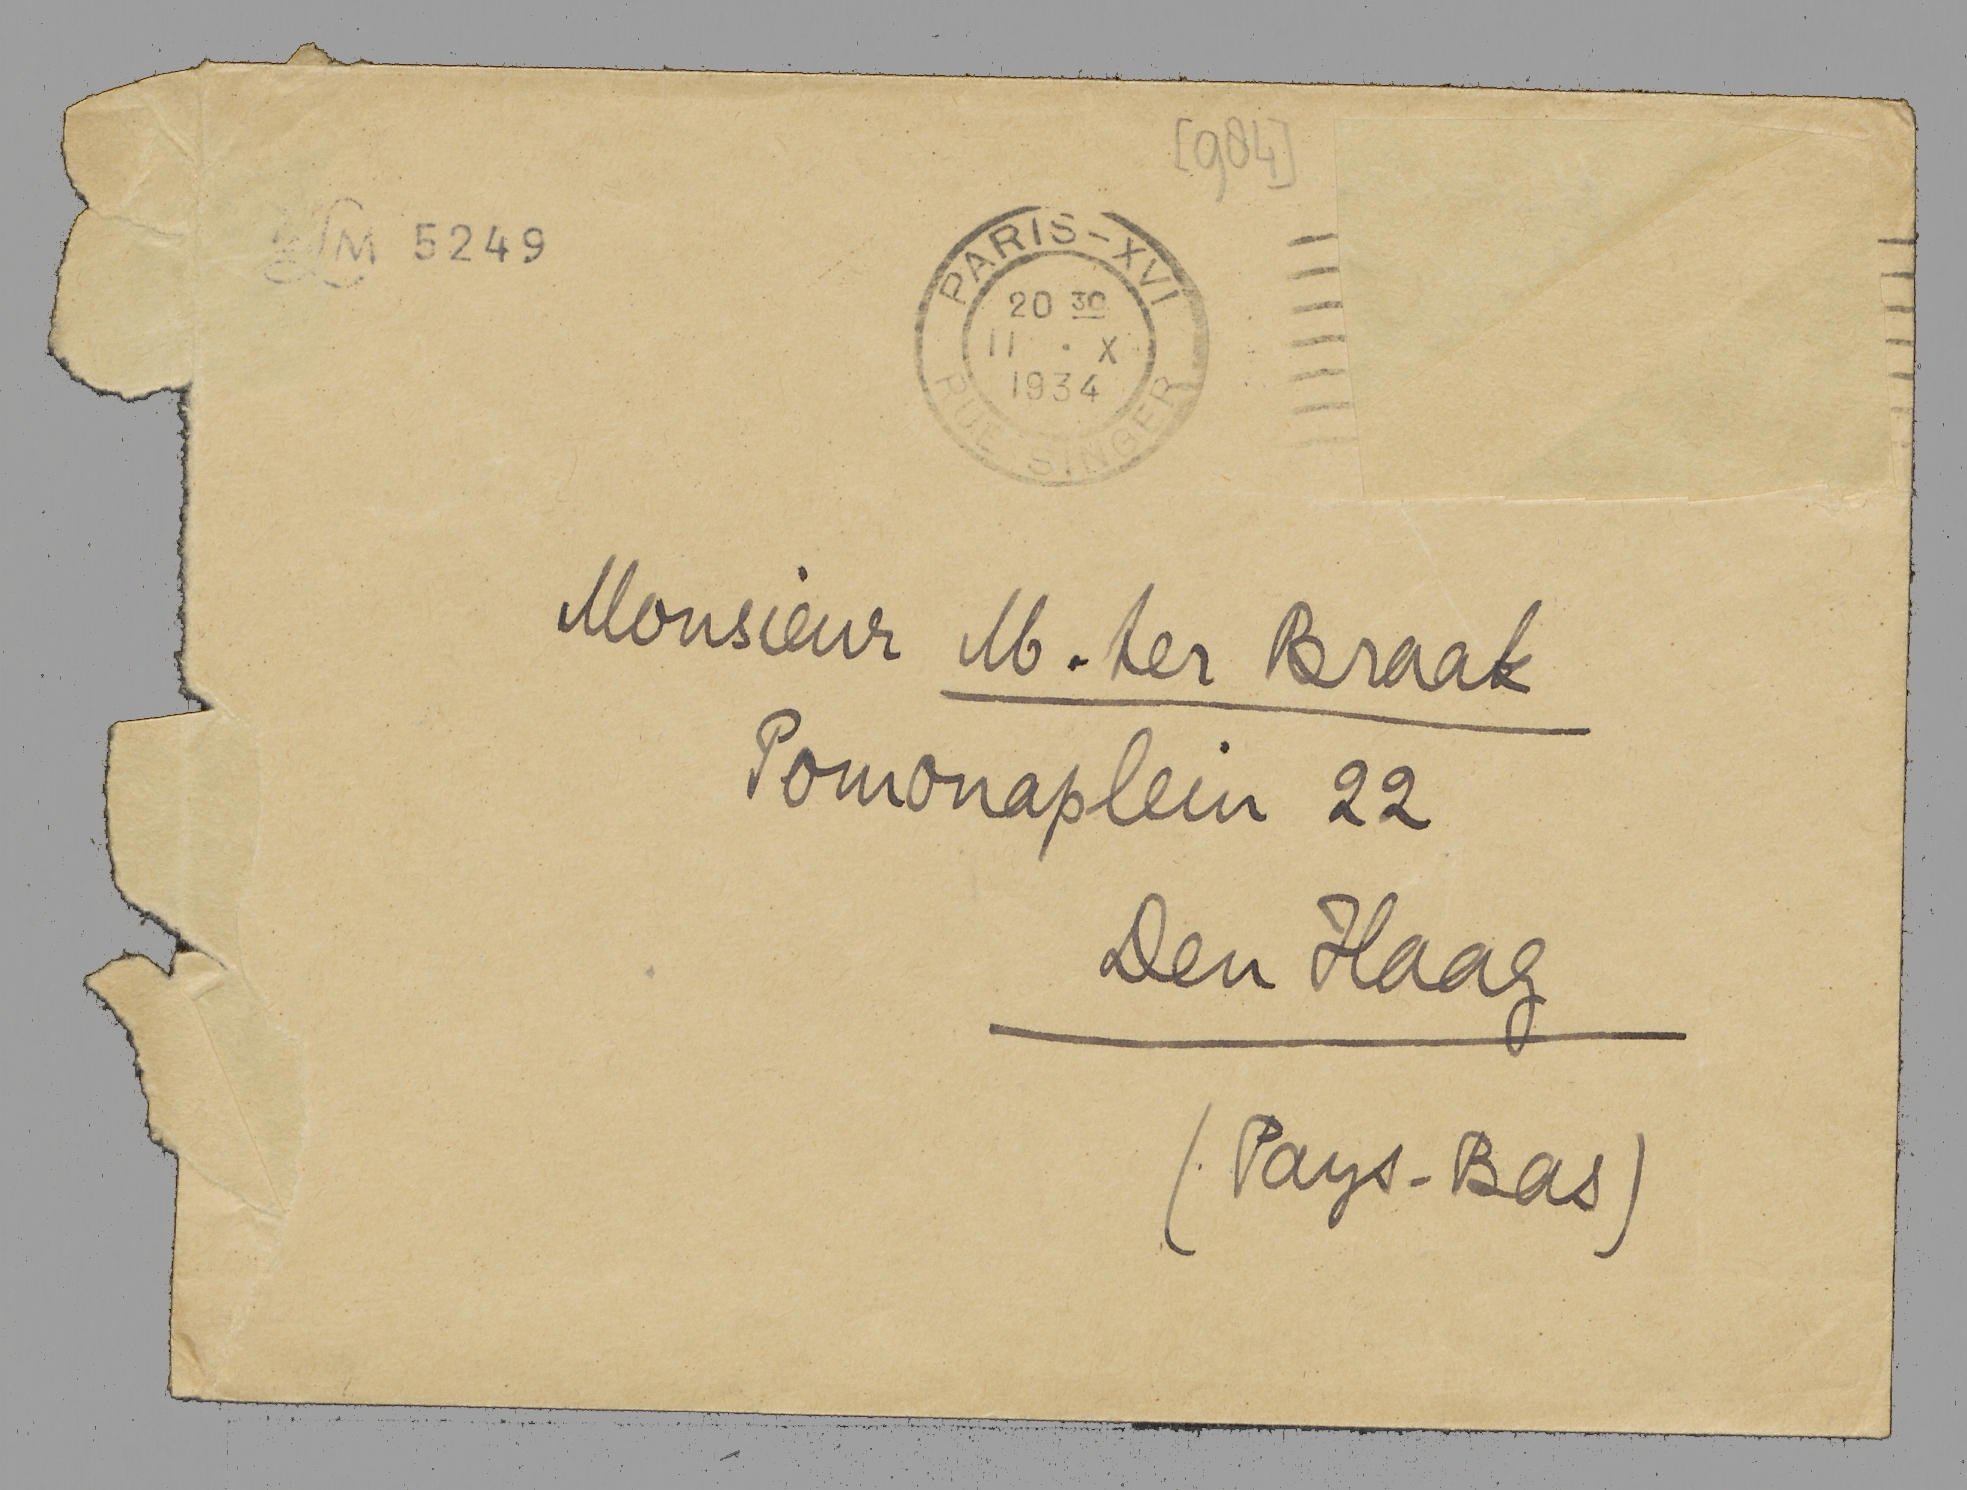 [984]
M 5249
PARIS-XVI
20 30
11 · X
1934
RUE SINGER
Monsieur M. ter Braak
Pomonaplein 22
Den Haag
(Pays-Bas)